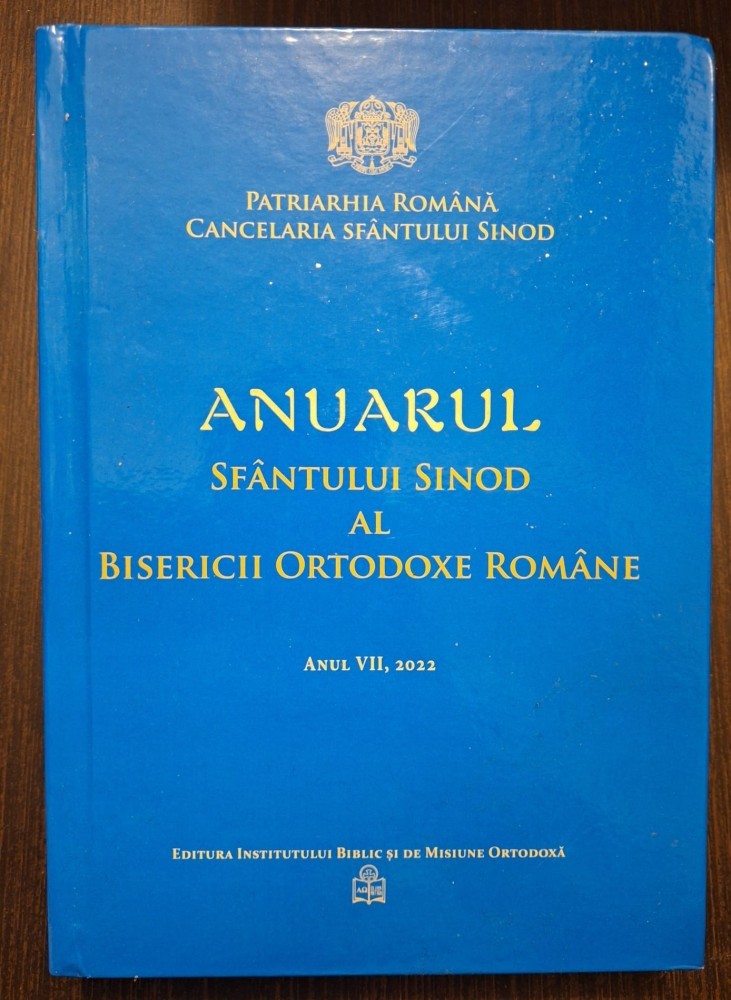 PATRIARHIA ROMÂNĂ
CANCELARIA SFÂNTULUI SINOD
ANUARUL
SFÂNTULUI SINOD
AL
BISERICII ORTODOXE ROMÂNE
ANUL VII, 2022
EDITURA INSTITUTULUI BIBLIC ȘI DE MISIUNE ORTODOXĂ
ΑΩ